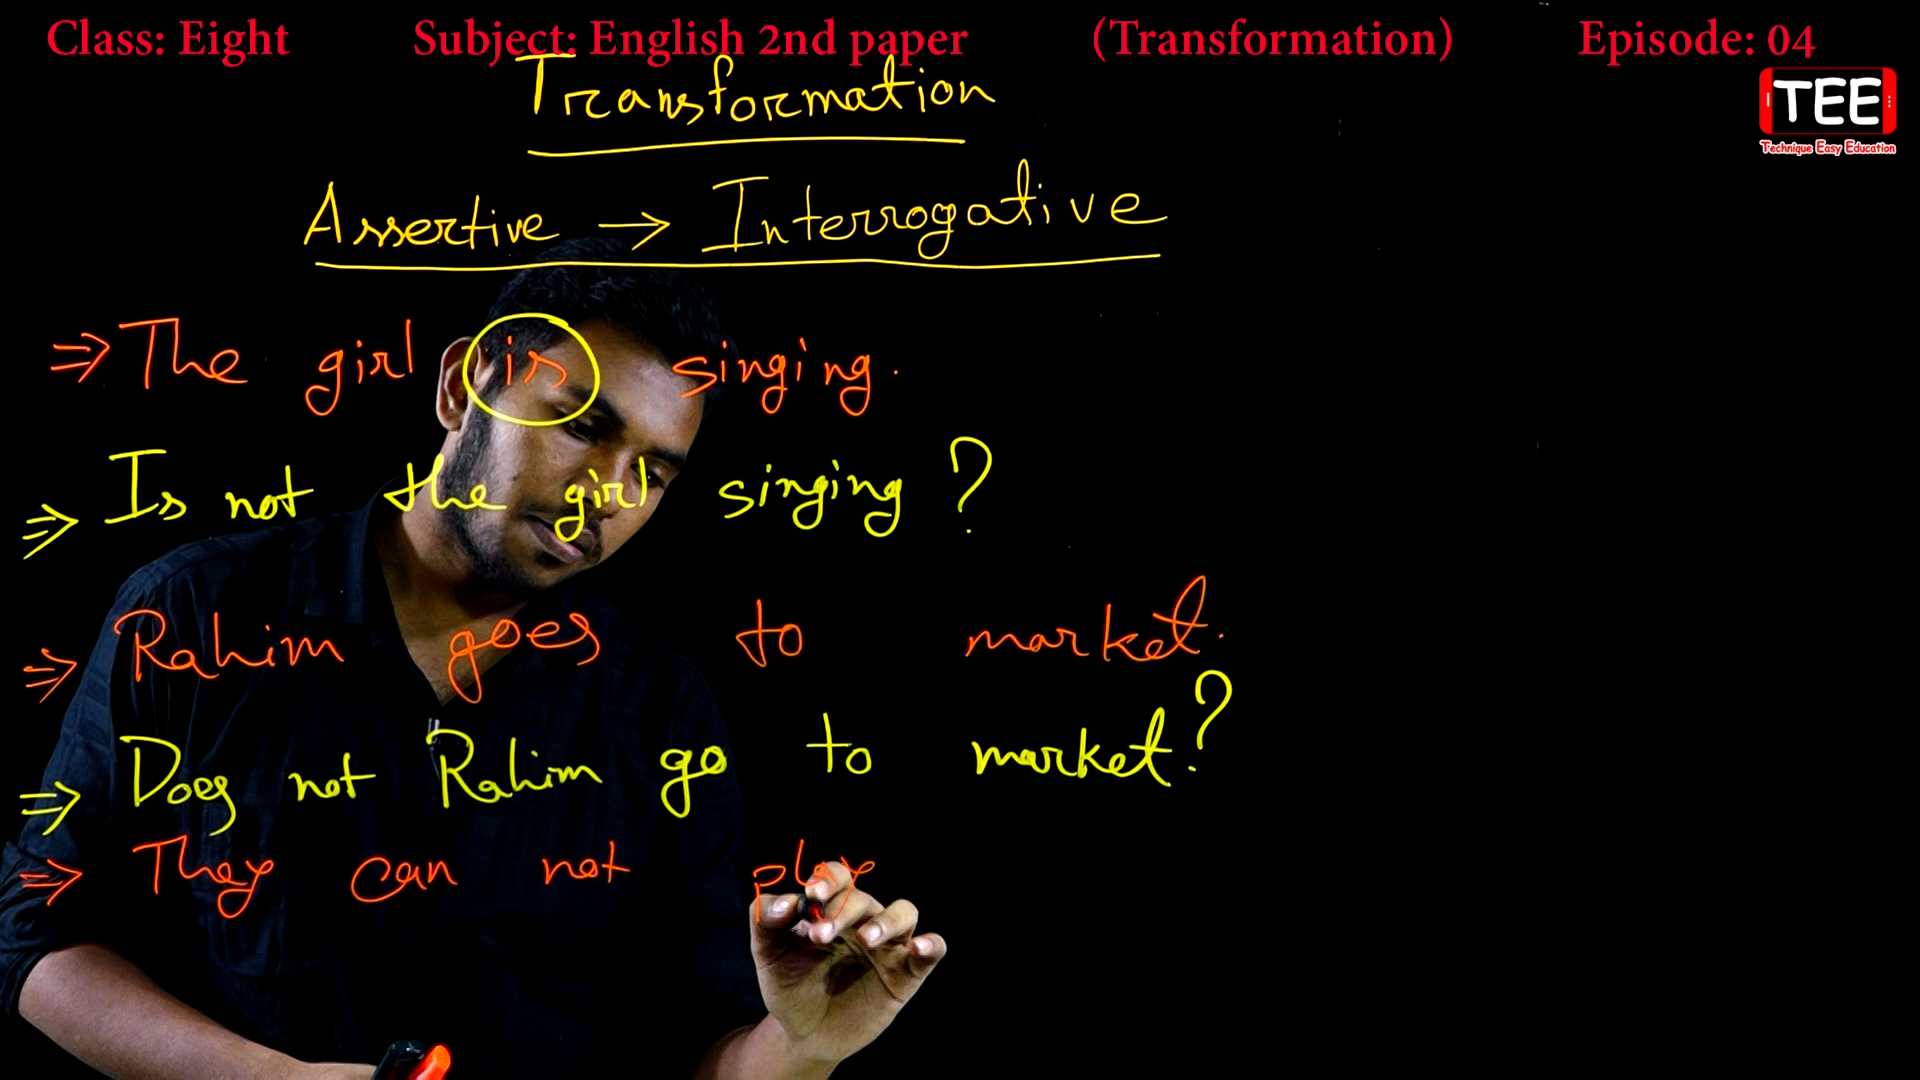 Class: Eight Subject: English 2nd paper (Transformation) Episode: 04
TEE
Technique Easy Education
Transformation
Assertive → Interrogative
⇒ The girl is singing.
⇒ Is not the girl singing?
⇒ Rahim goes to market.
⇒ Does not Rahim go to market?
⇒ They can not play